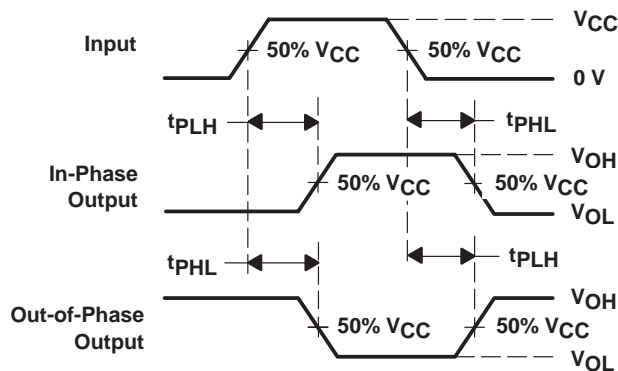 VCC
Input
50% VCC
50% VCC
0 V
tPLH
tPHL
VOH
In-Phase
Output
50% VCC
50% VCC
VOL
tPHL
tPLH
VOH
Out-of-Phase
Output
50% VCC
50% VCC
VOL